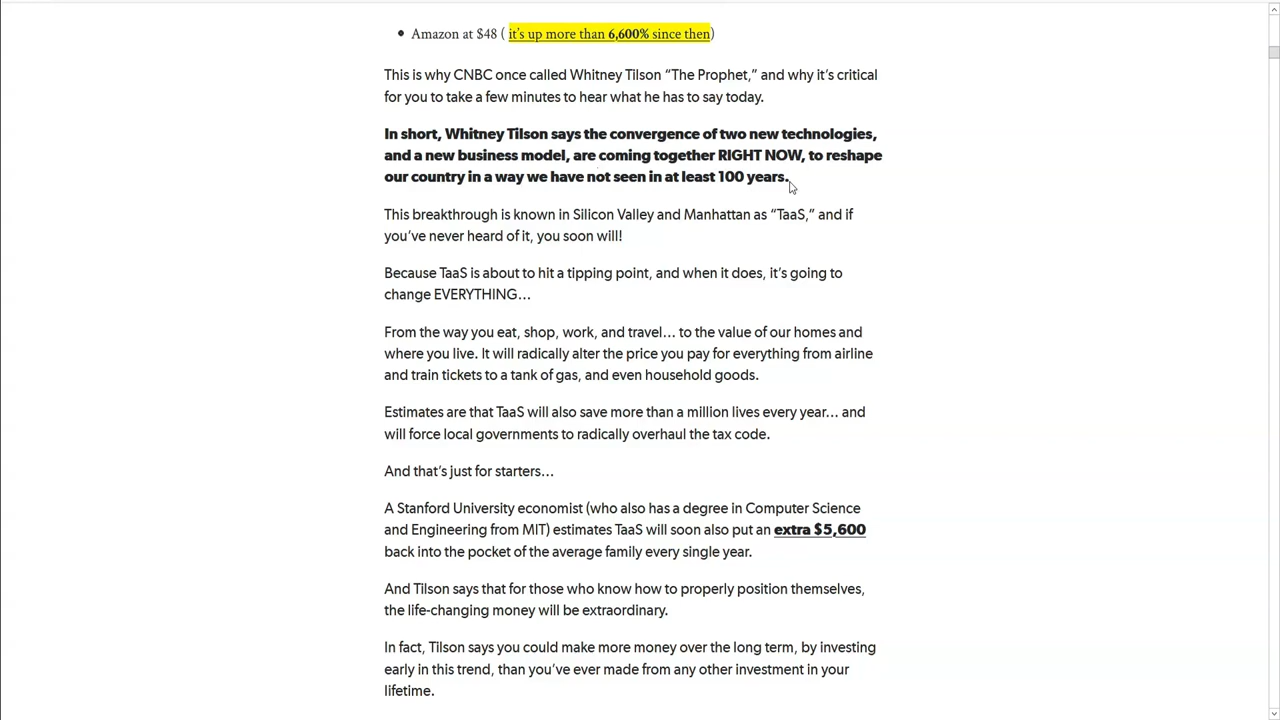 • Amazon at $48 ( it’s up more than 6,600% since then)
This is why CNBC once called Whitney Tilson “The Prophet,” and why it’s critical
for you to take a few minutes to hear what he has to say today.
In short, Whitney Tilson says the convergence of two new technologies,
and a new business model, are coming together RIGHT NOW, to reshape
our country in a way we have not seen in at least 100 years.
This breakthrough is known in Silicon Valley and Manhattan as “TaaS,” and if
you’ve never heard of it, you soon will!
Because TaaS is about to hit a tipping point, and when it does, it’s going to
change EVERYTHING…
From the way you eat, shop, work, and travel… to the value of our homes and
where you live. It will radically alter the price you pay for everything from airline
and train tickets to a tank of gas, and even household goods.
Estimates are that TaaS will also save more than a million lives every year… and
will force local governments to radically overhaul the tax code.
And that’s just for starters…
A Stanford University economist (who also has a degree in Computer Science
and Engineering from MIT) estimates TaaS will soon also put an extra $5,600
back into the pocket of the average family every single year.
And Tilson says that for those who know how to properly position themselves,
the life-changing money will be extraordinary.
In fact, Tilson says you could make more money over the long term, by investing
early in this trend, than you’ve ever made from any other investment in your
lifetime.